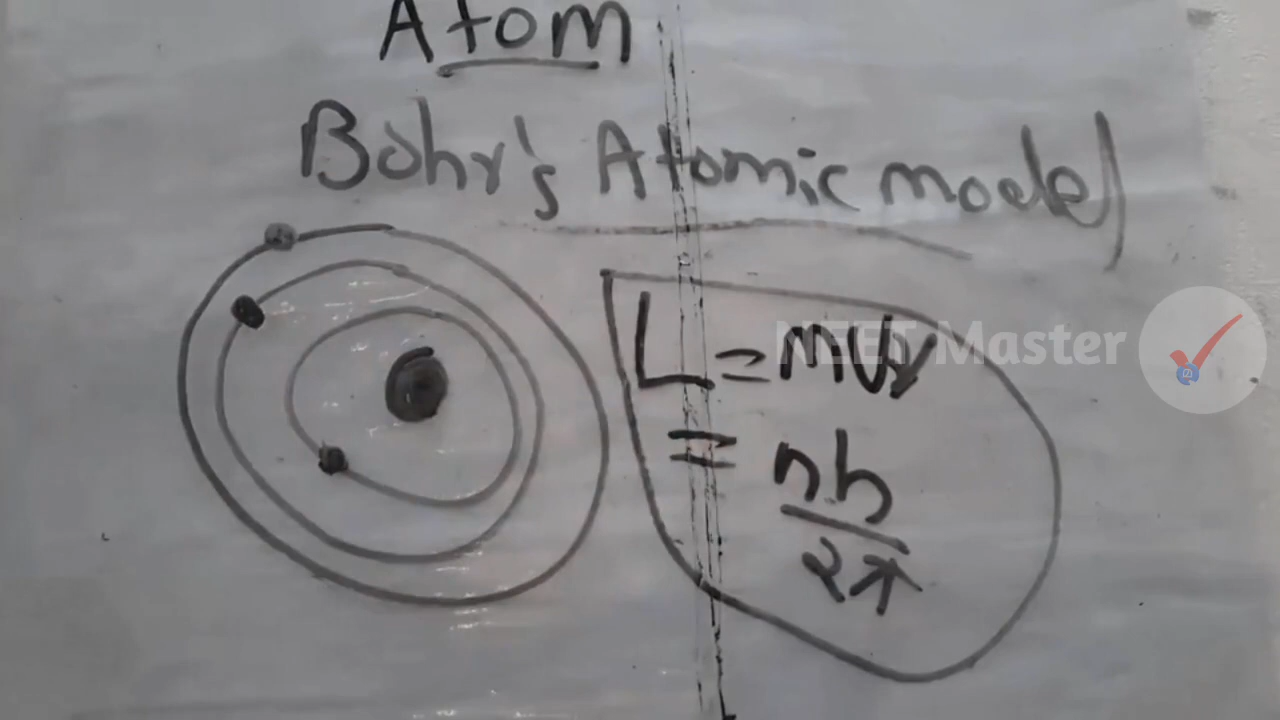 Atom
Bohr's Atomic model
L = mvr
= nh
2π
NEET Master